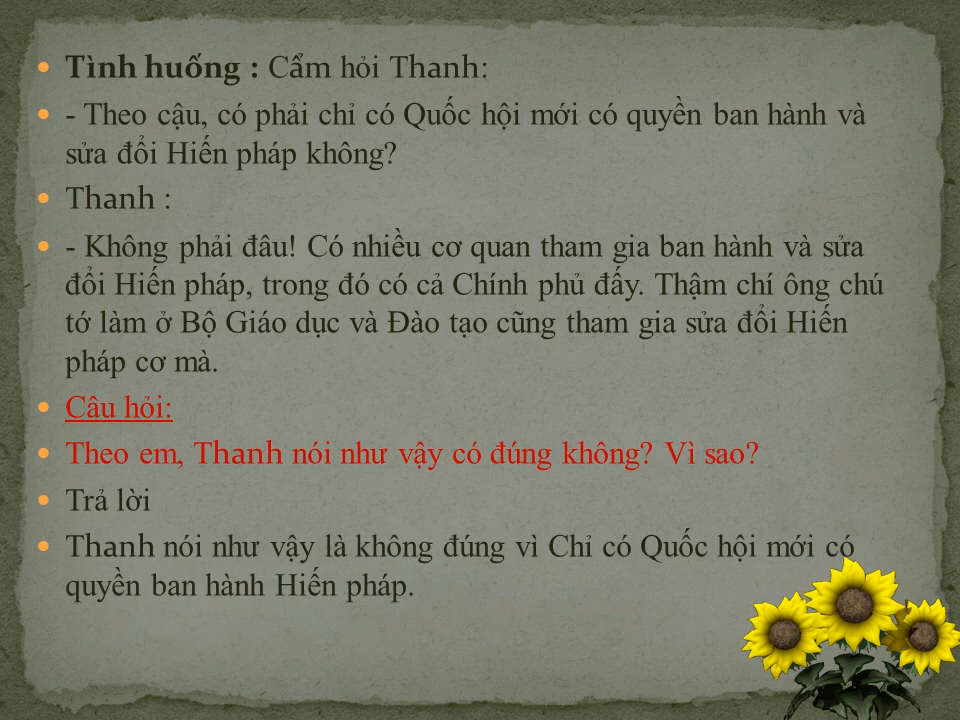 Tình huống : Cẩm hỏi Thanh:
- Theo cậu, có phải chỉ có Quốc hội mới có quyền ban hành và
sửa đổi Hiến pháp không?
Thanh :
- Không phải đâu! Có nhiều cơ quan tham gia ban hành và sửa
đổi Hiến pháp, trong đó có cả Chính phủ đấy. Thậm chí ông chú
tớ làm ở Bộ Giáo dục và Đào tạo cũng tham gia sửa đổi Hiến
pháp cơ mà.
Câu hỏi:
Theo em, Thanh nói như vậy có đúng không? Vì sao?
Trả lời
Thanh nói như vậy là không đúng vì Chỉ có Quốc hội mới có
quyền ban hành Hiến pháp.